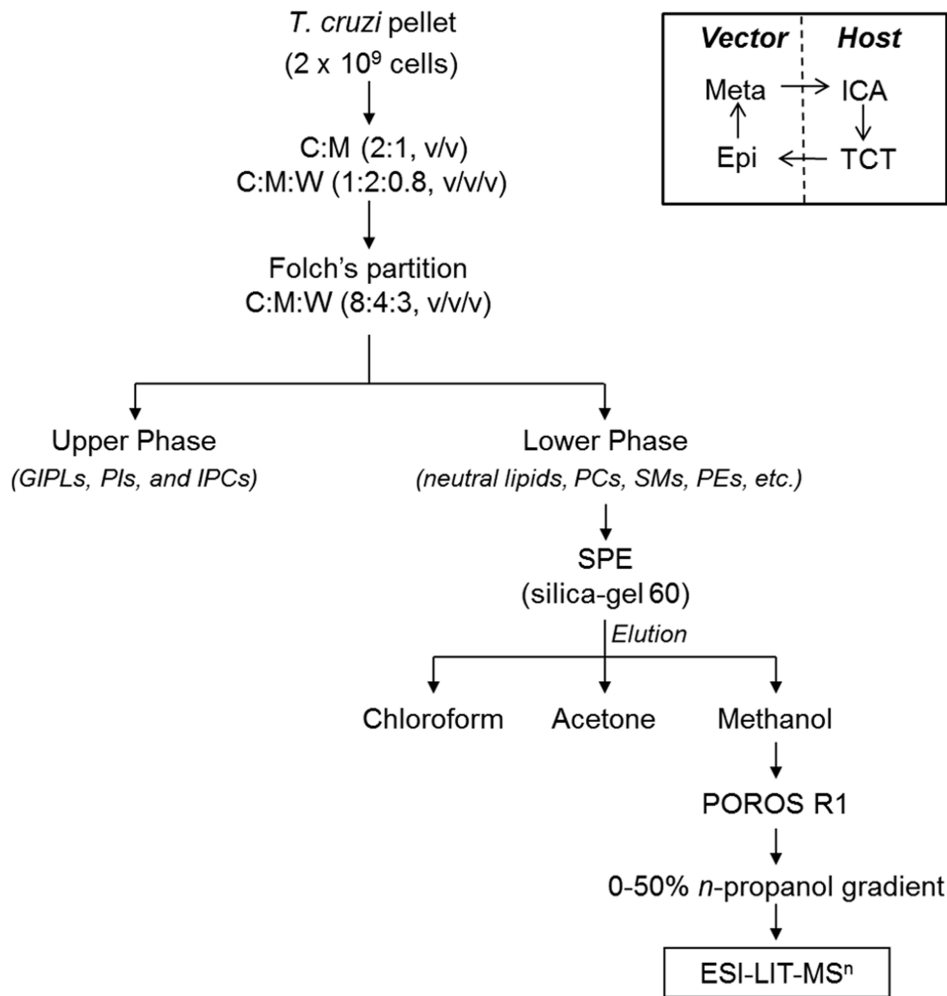 T. cruzi pellet
(2 x 10⁹ cells)
C:M (2:1, v/v)
C:M:W (1:2:0.8, v/v/v)
Folch's partition
C:M:W (8:4:3, v/v/v)
Upper Phase
(GIPLs, PIs, and IPCs)
Lower Phase
(neutral lipids, PCs, SMs, PEs, etc.)
SPE
(silica-gel 60)
Elution
Chloroform
Acetone
Methanol
POROS R1
0-50% n-propanol gradient
ESI-LIT-MSⁿ
Vector
Host
Meta
ICA
Epi
TCT